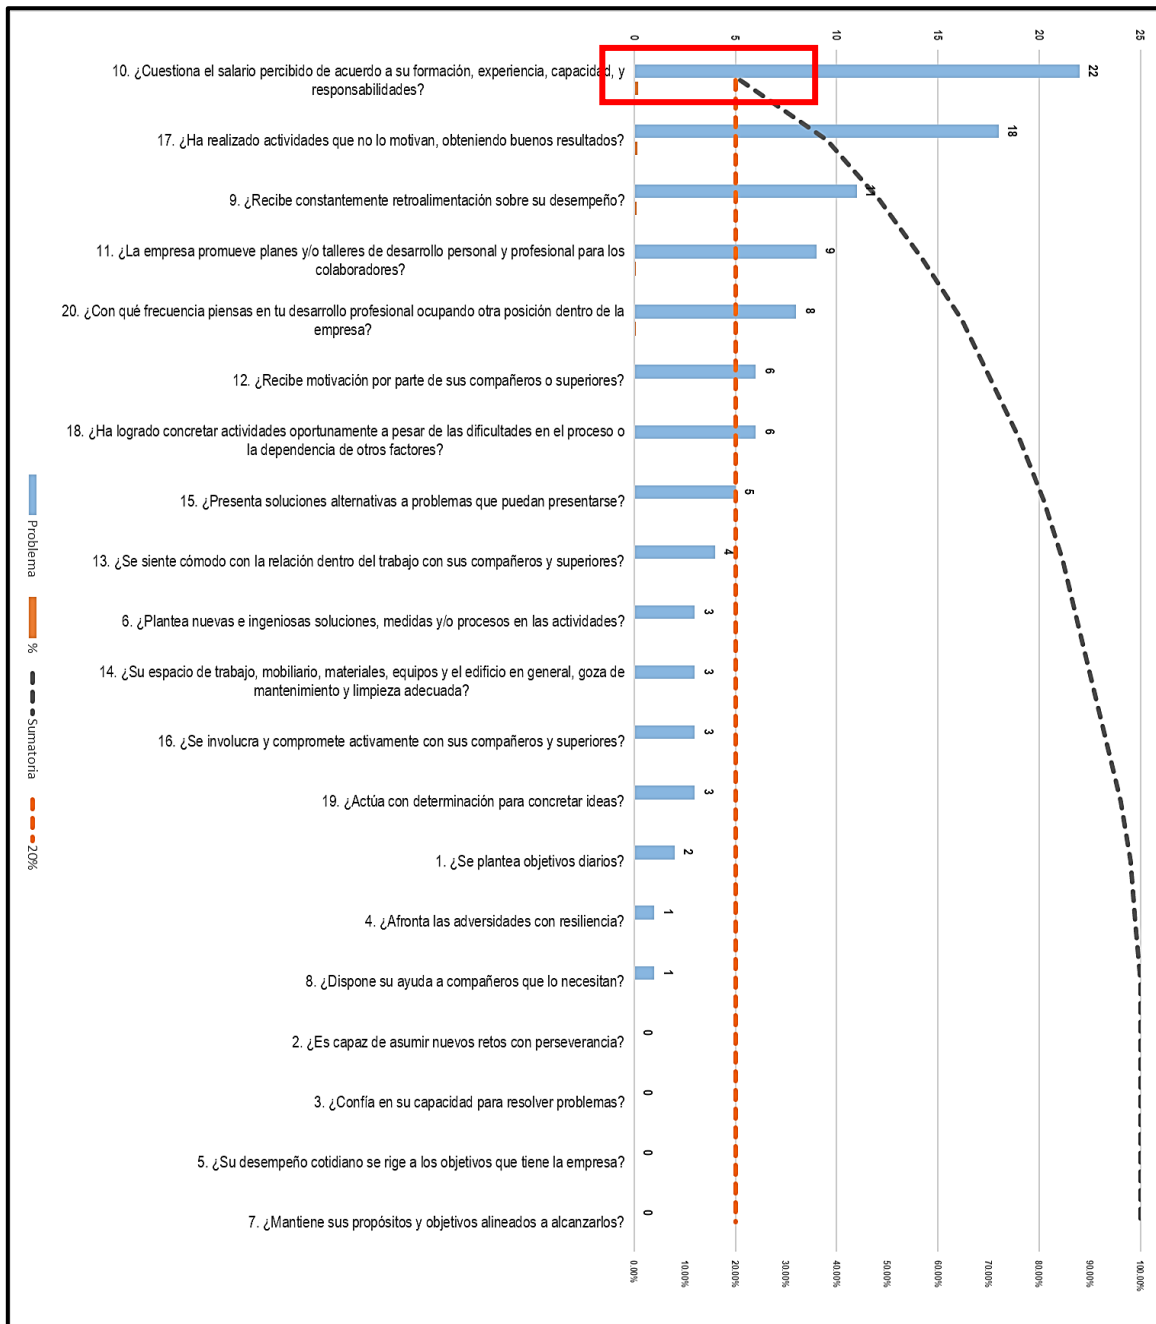 0
5
10
15
20
25
10. ¿Cuestiona el salario percibido de acuerdo a su formación, experiencia, capacidad, y
responsabilidades?
22
17. ¿Ha realizado actividades que no lo motivan, obteniendo buenos resultados?
18
9. ¿Recibe constantemente retroalimentación sobre su desempeño?
11
11. ¿La empresa promueve planes y/o talleres de desarrollo personal y profesional para los
colaboradores?
9
20. ¿Con qué frecuencia piensas en tu desarrollo profesional ocupando otra posición dentro de la
empresa?
8
12. ¿Recibe motivación por parte de sus compañeros o superiores?
6
18. ¿Ha logrado concretar actividades oportunamente a pesar de las dificultades en el proceso o
la dependencia de otros factores?
6
15. ¿Presenta soluciones alternativas a problemas que puedan presentarse?
5
13. ¿Se siente cómodo con la relación dentro del trabajo con sus compañeros y superiores?
4
6. ¿Plantea nuevas e ingeniosas soluciones, medidas y/o procesos en las actividades?
3
14. ¿Su espacio de trabajo, mobiliario, materiales, equipos y el edificio en general, goza de
mantenimiento y limpieza adecuada?
3
16. ¿Se involucra y compromete activamente con sus compañeros y superiores?
3
19. ¿Actúa con determinación para concretar ideas?
3
1. ¿Se plantea objetivos diarios?
2
4. ¿Afronta las adversidades con resiliencia?
1
8. ¿Dispone su ayuda a compañeros que lo necesitan?
1
2. ¿Es capaz de asumir nuevos retos con perseverancia?
0
3. ¿Confía en su capacidad para resolver problemas?
0
5. ¿Su desempeño cotidiano se rige a los objetivos que tiene la empresa?
0
7. ¿Mantiene sus propósitos y objetivos alineados a alcanzarlos?
0
0.00%
10.00%
20.00%
30.00%
40.00%
50.00%
60.00%
70.00%
80.00%
90.00%
100.00%
Problema
%
Sumatoria
20%